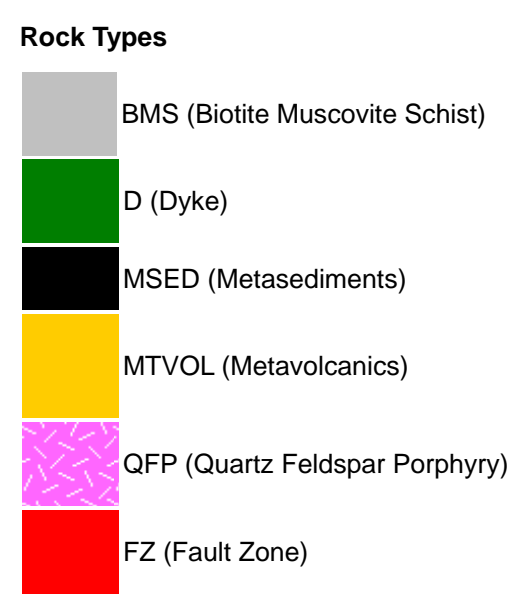 Rock Types
BMS (Biotite Muscovite Schist)
D (Dyke)
MSED (Metasediments)
MTVOL (Metavolcanics)
QFP (Quartz Feldspar Porphyry)
FZ (Fault Zone)